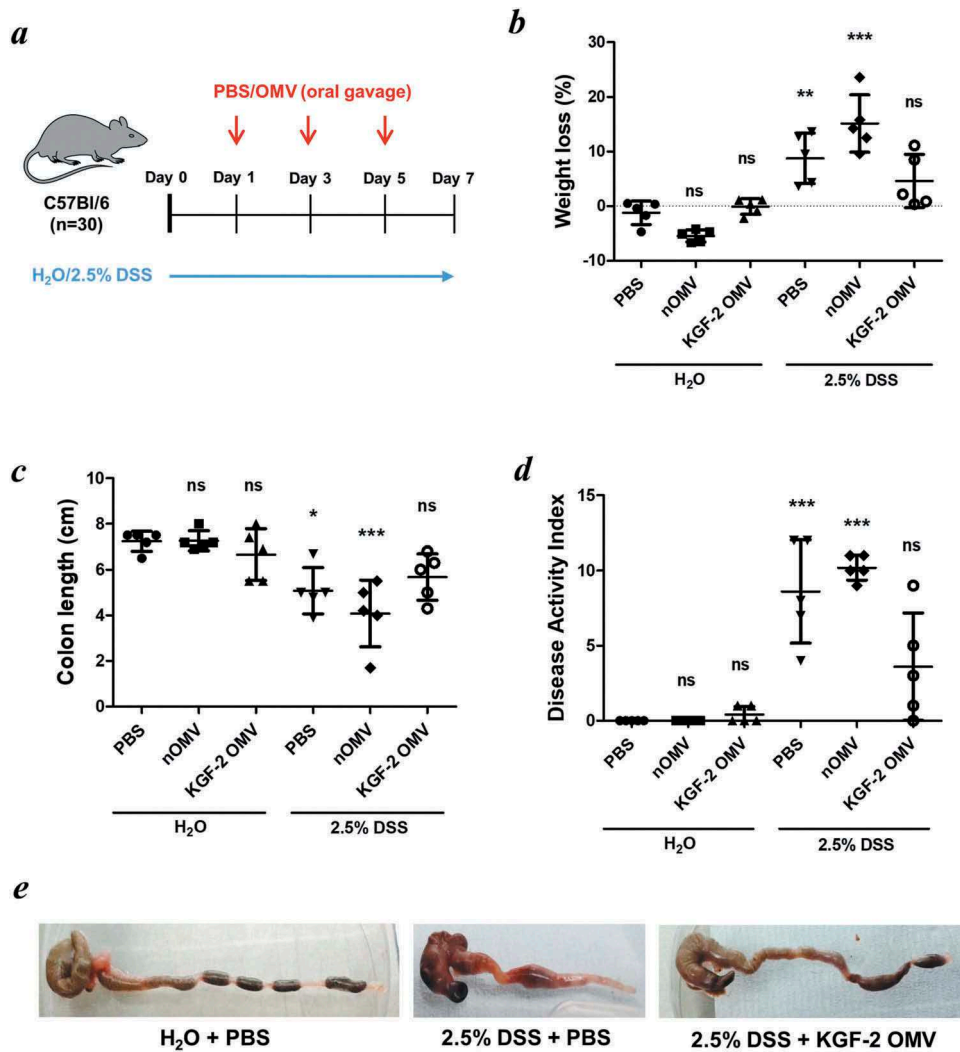 a
PBS/OMV (oral gavage)
Day 0
Day 1
Day 3
Day 5
Day 7
C57Bl/6
(n=30)
H₂O/2.5% DSS
b
Weight loss (%)
30
20
10
0
-10
ns
ns
**
***
ns
PBS
nOMV
KGF-2 OMV
PBS
nOMV
KGF-2 OMV
H₂O
2.5% DSS
c
Colon length (cm)
10
8
6
4
2
0
ns
ns
*
***
ns
PBS
nOMV
KGF-2 OMV
PBS
nOMV
KGF-2 OMV
H₂O
2.5% DSS
d
Disease Activity Index
15
10
5
0
ns
ns
***
***
ns
PBS
nOMV
KGF-2 OMV
PBS
nOMV
KGF-2 OMV
H₂O
2.5% DSS
e
H₂O + PBS
2.5% DSS + PBS
2.5% DSS + KGF-2 OMV